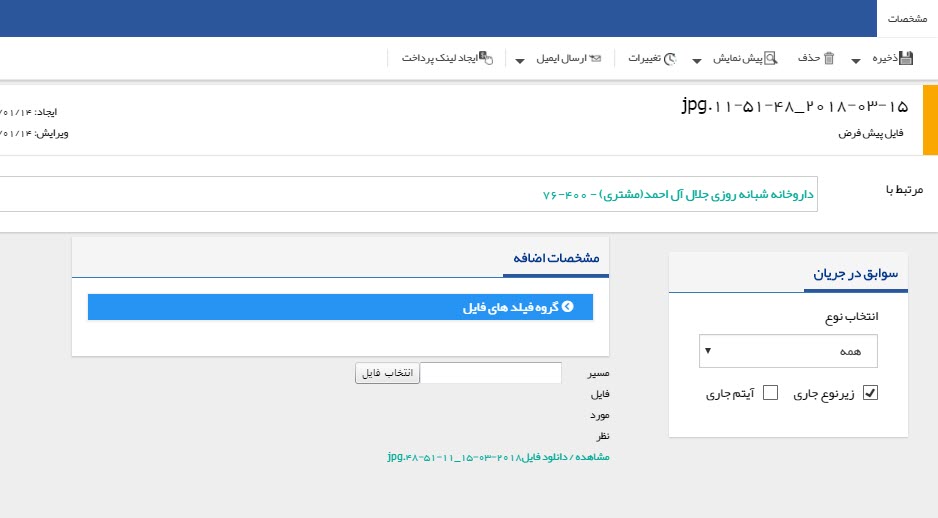 مشخصات
ذخیره حذف پیش نمایش تغییرات ارسال ایمیل ایجاد لینک پرداخت
۲۰۱۸-۰۳-۱۵_۱۱-۵۱-۴۸.jpg
ایجاد: ۰۱/۱۴/
فایل پیش فرض
ویرایش: ۰۱/۱۴/
مرتبط با
داروخانه شبانه روزی جلال آل احمد(مشتری) - ۴۰۰-۷۶
سوابق در جریان
انتخاب نوع
همه
زیرنوع جاری آیتم جاری
مشخصات اضافه
گروه فیلد های فایل
مسیر انتخاب فایل
فایل
مورد
نظر
مشاهده / دانلود فایل۲۰۱۸-۰۳-۱۵_۱۱-۵۱-۴۸.jpg